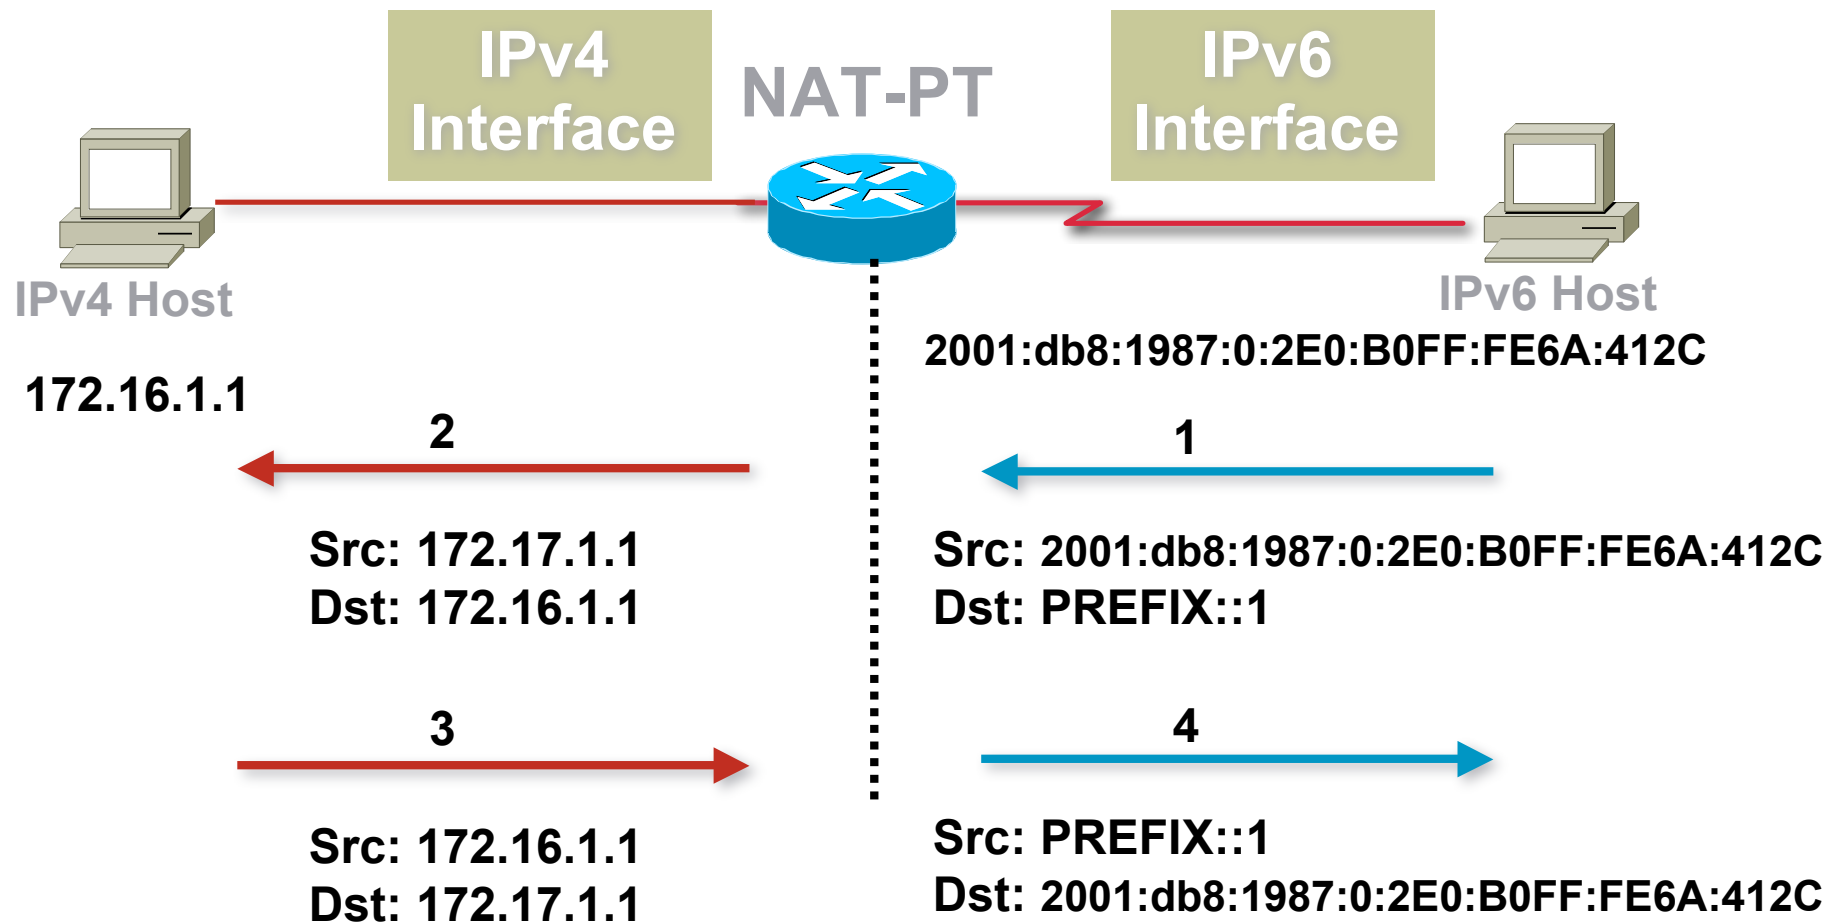 IPv4
Interface
NAT-PT
IPv6
Interface
IPv4 Host
IPv6 Host
172.16.1.1
2001:db8:1987:0:2E0:B0FF:FE6A:412C
2
1
Src: 172.17.1.1
Dst: 172.16.1.1
Src: 2001:db8:1987:0:2E0:B0FF:FE6A:412C
Dst: PREFIX::1
3
4
Src: 172.16.1.1
Dst: 172.17.1.1
Src: PREFIX::1
Dst: 2001:db8:1987:0:2E0:B0FF:FE6A:412C